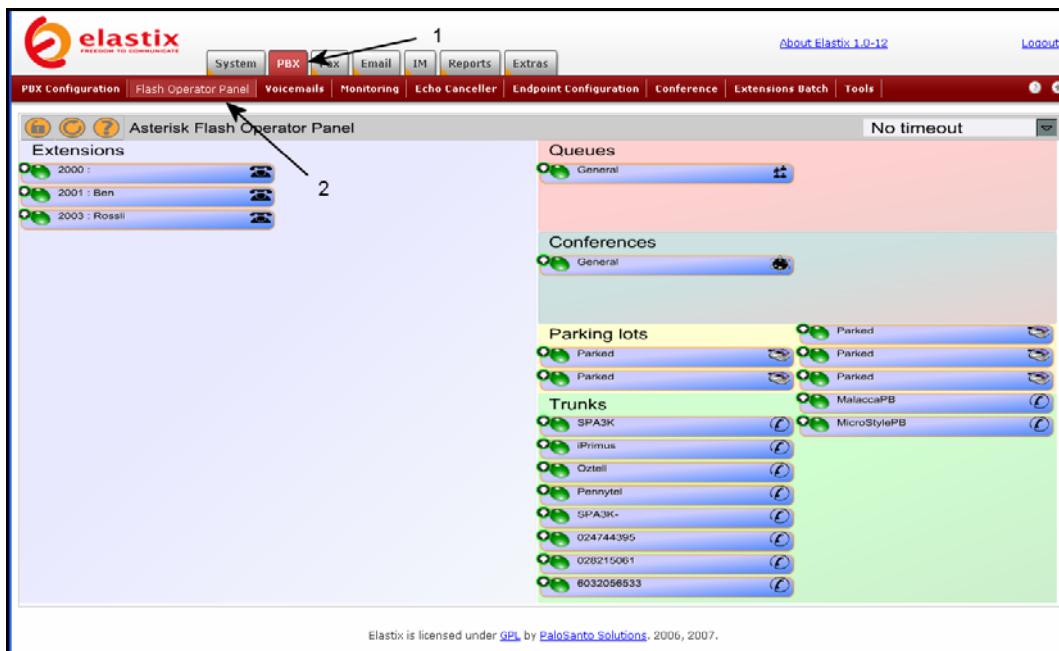 elastix
FREEDOM TO COMMUNICATE
1
About Elastix 1.0-12
Logout
System PBX Fax Email IM Reports Extras
PBX Configuration Flash Operator Panel Voicemails Monitoring Echo Canceller Endpoint Configuration Conference Extensions Batch Tools
Asterisk Flash Operator Panel
No timeout
2
Extensions
2000 :
2001 : Ben
2003 : Rossli
Queues
General
Conferences
General
Parking lots
Parked
Parked
Parked
Parked
Parked
Trunks
SPA3K
iPrimus
Oztell
Pennytel
SPA3K-
024744395
028215061
6032056533
MalaccaPB
MicroStylePB
Elastix is licensed under GPL by PaloSanto Solutions. 2006, 2007.